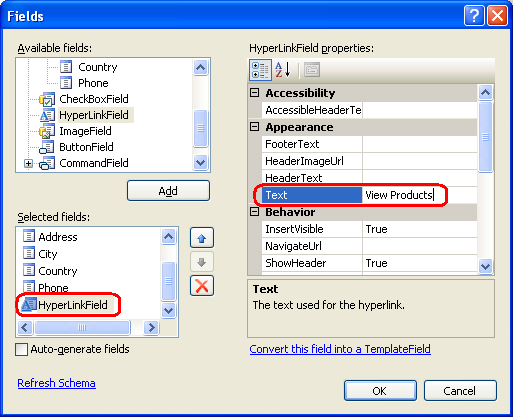 Fields
Available fields:
Country
Phone
CheckBoxField
HyperLinkField
ImageField
ButtonField
CommandField
Add
Selected fields:
Address
City
Country
Phone
HyperLinkField
Auto-generate fields
Refresh Schema
HyperLinkField properties:
Accessibility
AccessibleHeaderTe
Appearance
FooterText
HeaderImageUrl
HeaderText
Text View Products
Behavior
InsertVisible True
NavigateUrl
ShowHeader True
Text
The text used for the hyperlink.
Convert this field into a TemplateField
OK Cancel